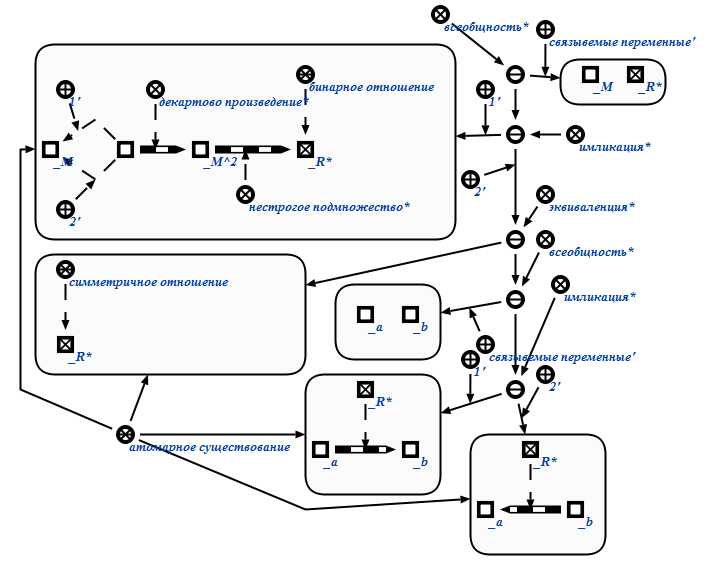 всеобщность*
связывемые переменные'
_M
_R*
1'
декартово произведение*
бинарное отношение
1'
имликация*
_M
_M^2
_R*
2'
2'
нестрогое подмножество*
эквиваленция*
всеобщность*
симметричное отношение
имликация*
_a
_b
_R*
1'
связывемые переменные'
2'
_R*
атомарное существование
_a
_b
_R*
_a
_b